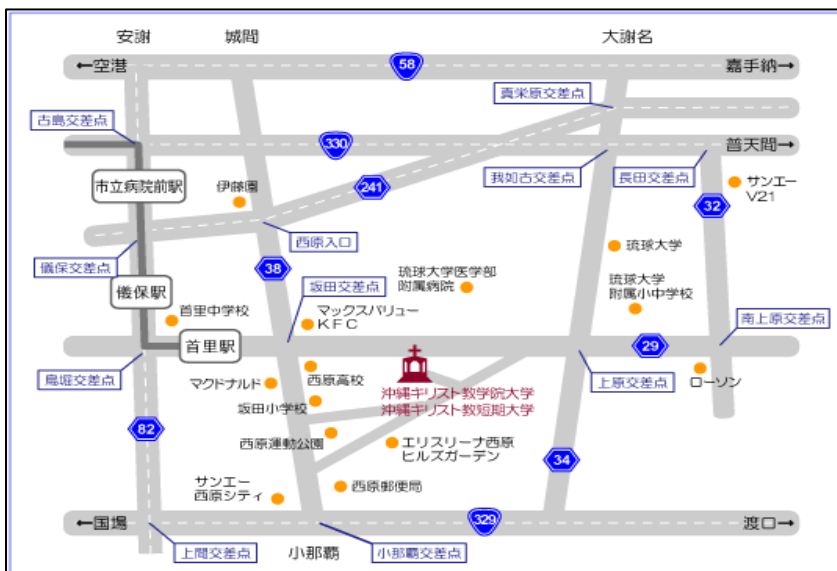 安謝
城間
大謝名
←空港
58
嘉手納→
真栄原交差点
古島交差点
330
普天間→
市立病院前駅
伊藤園
241
我如古交差点
長田交差点
サンエー
V21
32
西原入口
琉球大学
儀保交差点
38
坂田交差点
琉球大学医学部
附属病院
琉球大学
附属小中学校
儀保駅
首里中学校
マックスバリュー
KFC
南上原交差点
首里駅
29
鳥堀交差点
マクドナルド
西原高校
沖縄キリスト教学院大学
沖縄キリスト教短期大学
上原交差点
ローソン
坂田小学校
82
西原運動公園
エリスリーナ西原
ヒルズガーデン
34
サンエー
西原シティ
西原郵便局
←国場
329
渡口→
上間交差点
小那覇
小那覇交差点